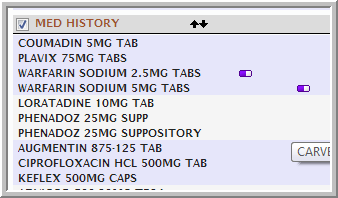 MED HISTORY
COUMADIN 5MG TAB
PLAVIX 75MG TABS
WARFARIN SODIUM 2.5MG TABS
WARFARIN SODIUM 5MG TABS
LORATADINE 10MG TAB
PHENADOZ 25MG SUPP
PHENADOZ 25MG SUPPOSITORY
AUGMENTIN 875-125 TAB
CARVE
CIPROFLOXACIN HCL 500MG TAB
KEFLEX 500MG CAPS